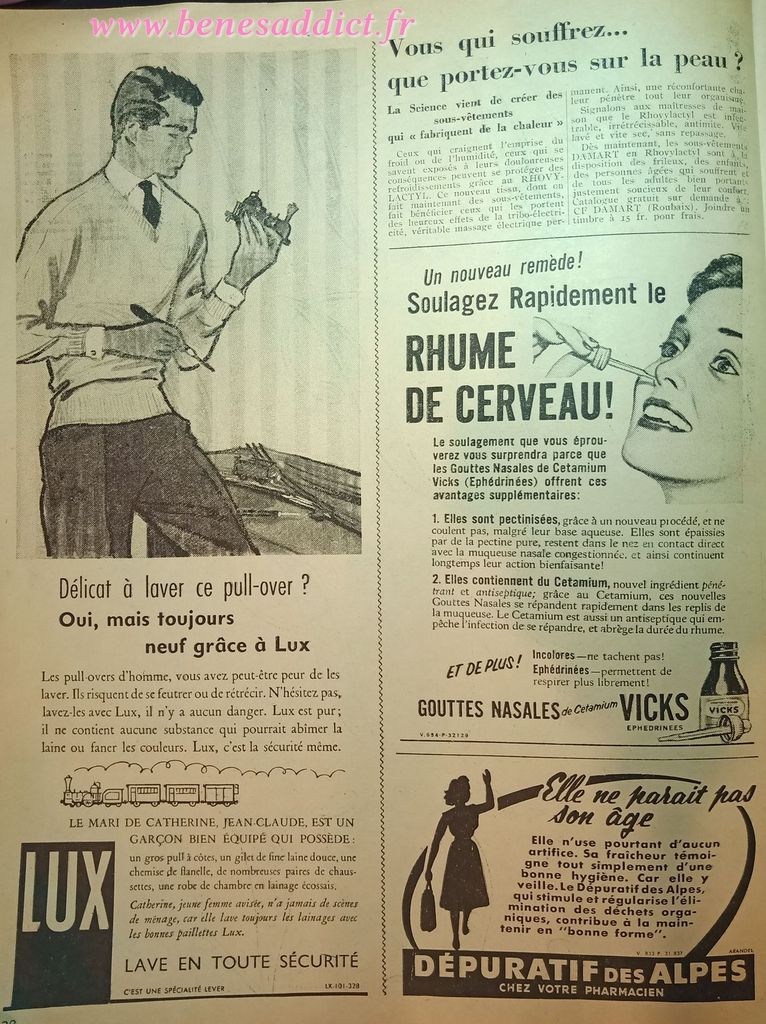 www.benesaddict.fr
Délicat à laver ce pull-over ?
Oui, mais toujours
neuf grâce à Lux
Les pull-overs d'homme, vous avez peut-être peur de les
laver. Ils risquent de se feutrer ou de rétrécir. N'hésitez pas,
lavez-les avec Lux, il n'y a aucun danger. Lux est pur ;
il ne contient aucune substance qui pourrait abîmer la
laine ou faner les couleurs. Lux, c'est la sécurité même.
LE MARI DE CATHERINE, JEAN-CLAUDE, EST UN
GARÇON BIEN ÉQUIPÉ QUI POSSÈDE :
un gros pull à côtes, un gilet de fine laine douce, une
chemise de flanelle, de nombreuses paires de chaus-
settes, une robe de chambre en lainage écossais.
Catherine, jeune femme avisée, n'a jamais de scènes
de ménage, car elle lave toujours les lainages avec
les bonnes paillettes Lux.
LUX
LAVE EN TOUTE SÉCURITÉ
C'EST UNE SPÉCIALITÉ LEVER
LX.101-328
Vous qui souffrez...
que portez-vous sur la peau ?
La Science vient de créer des
sous-vêtements
qui « fabriquent de la chaleur »
Ceux qui craignent l'emprise du
froid ou de l'humidité, ceux qui se
savent exposés à leurs douloureuses
conséquences peuvent se protéger des
refroidissements grâce au RHOVY-
LACTYL. Ce nouveau tissu, dont on
fait maintenant des sous-vêtements,
fait bénéficier ceux qui les portent
des heureux effets de la tribo-électri-
cité, véritable massage électrique per-
manent. Ainsi, une réconfortante cha-
leur pénètre tout leur organisme.
Signalons aux maîtresses de mai-
son que le Rhovylactyl est infeu-
trable, irrétrécissable, antimite. Vite
lavé et vite sec, sans repassage.
Dès maintenant, les sous-vêtements
DAMART en Rhovylactyl sont à la
disposition des frileux, des enfants,
des personnes âgées qui souffrent et
de tous les adultes bien portants
justement soucieux de leur confort.
Catalogue gratuit sur demande à
CF DAMART (Roubaix). Joindre un
timbre à 15 fr. pour frais.
Un nouveau remède !
Soulagez Rapidement le
RHUME
DE CERVEAU!
Le soulagement que vous éprou-
verez vous surprendra parce que
les Gouttes Nasales de Cetamium
Vicks (Ephédrinées) offrent ces
avantages supplémentaires:
1. Elles sont pectinisées, grâce à un nouveau procédé, et ne
coulent pas, malgré leur base aqueuse. Elles sont épaissies
par de la pectine pure, restent dans le nez en contact direct
avec la muqueuse nasale congestionnée, et ainsi continuent
longtemps leur action bienfaisante!
2. Elles contiennent du Cetamium, nouvel ingrédient péné-
trant et antiseptique; grâce au Cetamium, ces nouvelles
Gouttes Nasales se répandent rapidement dans les replis de
la muqueuse. Le Cetamium est aussi un antiseptique qui em-
pêche l'infection de se répandre, et abrège la durée du rhume.
ET DE PLUS!
Incolores—ne tachent pas!
Ephédrinées—permettent de
respirer plus librement!
GOUTTES NASALES de Cetamium VICKS
EPHEDRINEES
VICKS
V.854-P-32129
Elle ne parait pas
son âge
Elle n'use pourtant d'aucun
artifice. Sa fraîcheur témoi-
gne tout simplement d'une
bonne hygiène. Car elle y
veille. Le Dépuratif des Alpes,
qui stimule et régularise l'éli-
mination des déchets orga-
niques, contribue à la main-
tenir en "bonne forme".
V 813 P. 31 837
ARANDEL
DÉPURATIF DES ALPES
CHEZ VOTRE PHARMACIEN